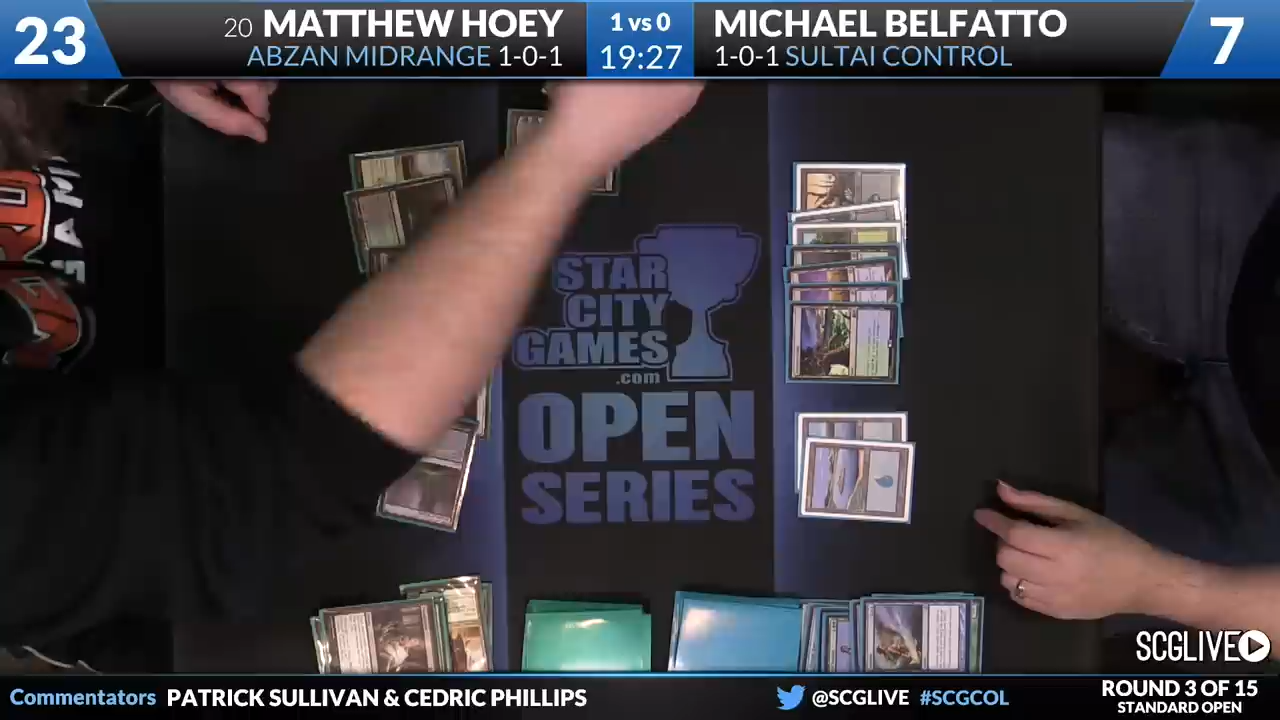 23
20 MATTHEW HOEY
ABZAN MIDRANGE 1-0-1
1 vs 0
19:27
MICHAEL BELFATTO
1-0-1 SULTAI CONTROL
7
STAR
CITY
GAMES
.com
OPEN
SERIES
SCGLIVE
Commentators PATRICK SULLIVAN & CEDRIC PHILLIPS
@SCGLIVE #SCGCOL
ROUND 3 OF 15
STANDARD OPEN